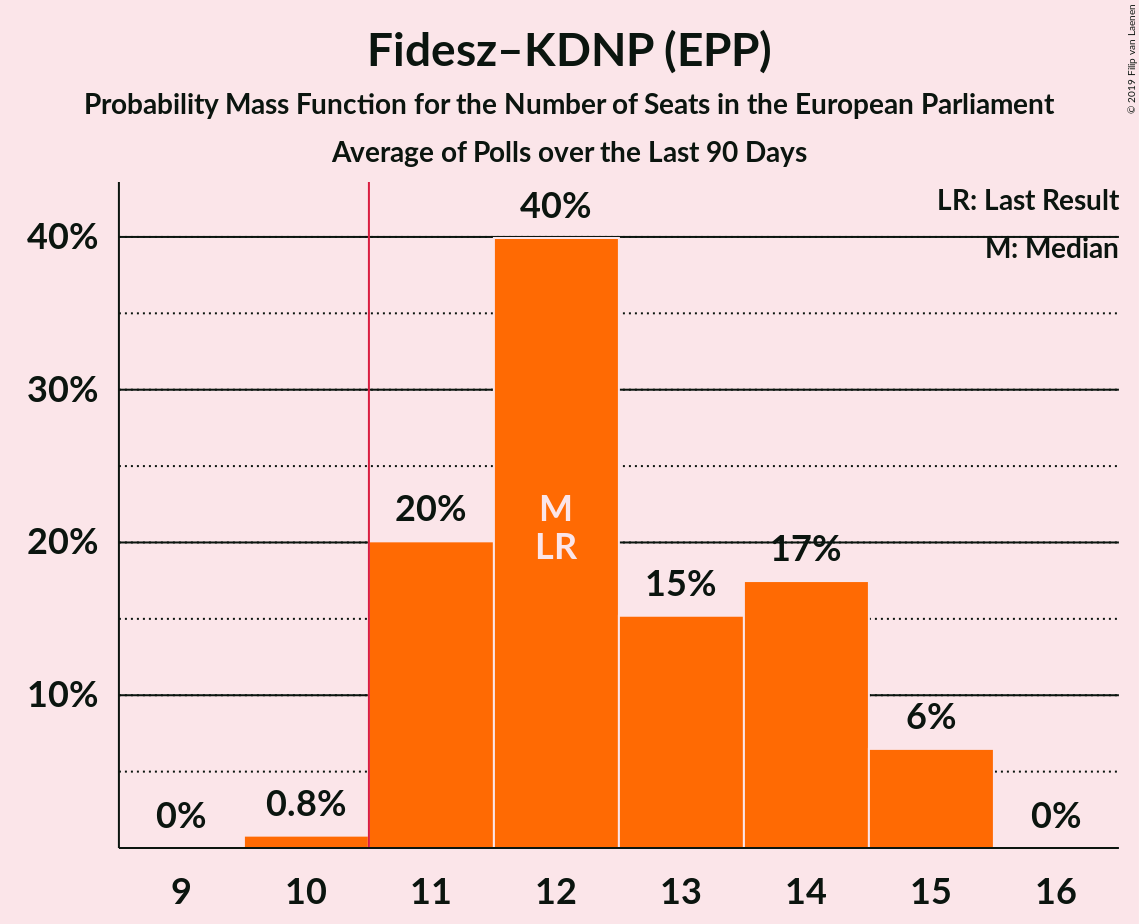 Fidesz–KDNP (EPP)
Probability Mass Function for the Number of Seats in the European Parliament
Average of Polls over the Last 90 Days
© 2019 Filip van Laenen
LR: Last Result
M: Median
40%
30%
20%
10%
0%
0.8%
20%
40%
M
LR
15%
17%
6%
0%
9 10 11 12 13 14 15 16